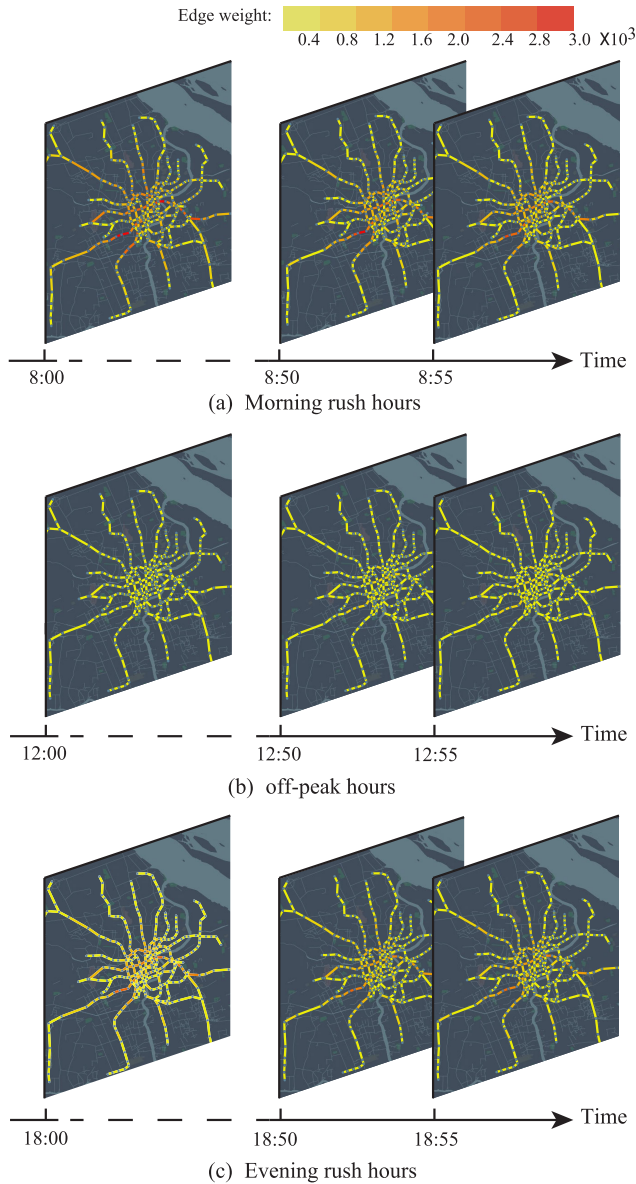 Edge weight:
0.4 0.8 1.2 1.6 2.0 2.4 2.8 3.0 X10³
8:00 8:50 8:55 Time
(a) Morning rush hours
12:00 12:50 12:55 Time
(b) off-peak hours
18:00 18:50 18:55 Time
(c) Evening rush hours